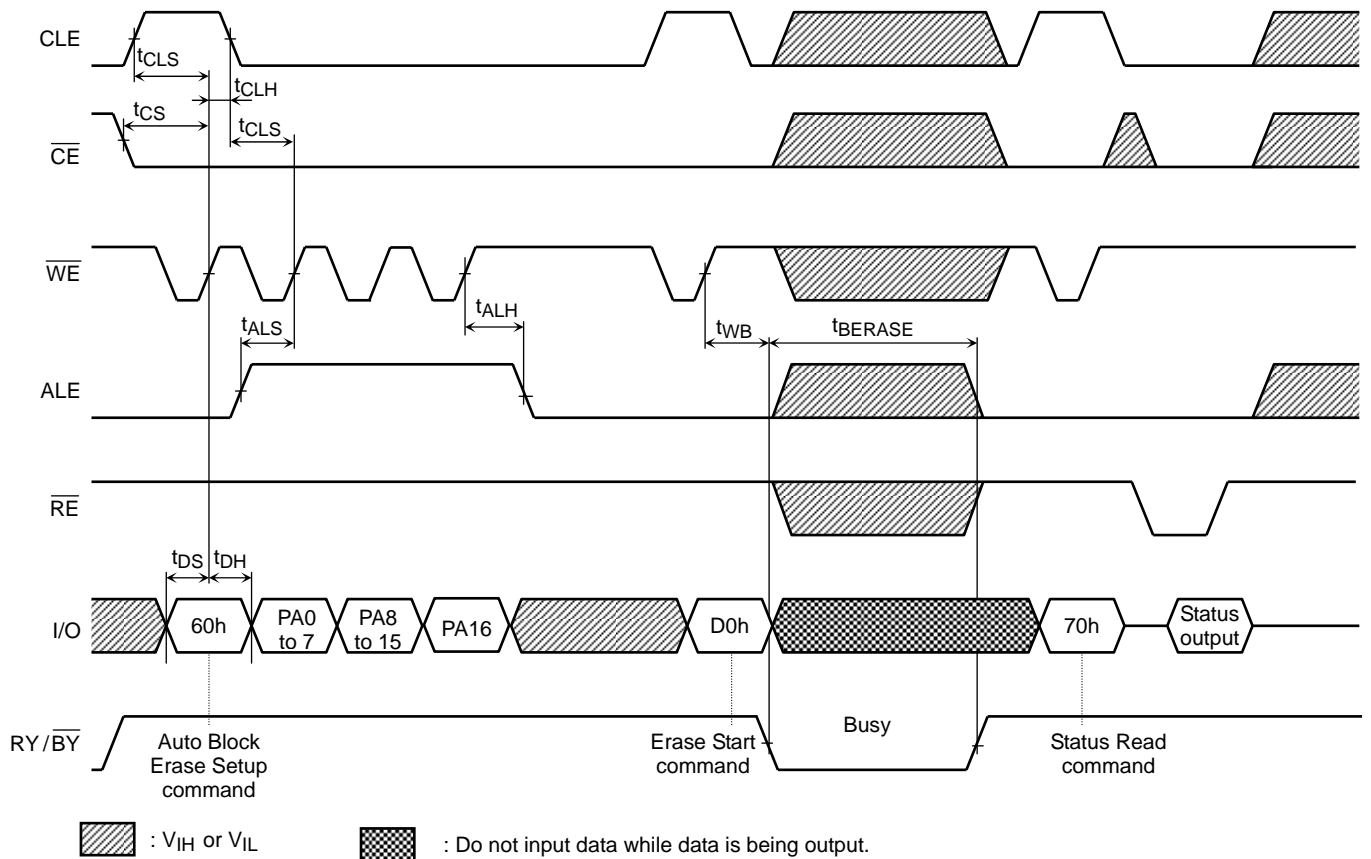 CLE
tCLS
tCLH
tCS
tCLS
CE
WE
tALS
tALH
tWB
tBERASE
ALE
RE
tDS
tDH
I/O
60h
PA0
to 7
PA8
to 15
PA16
D0h
70h
Status
output
RY/BY
Busy
Auto Block
Erase Setup
command
Erase Start
command
Status Read
command
: VIH or VIL
: Do not input data while data is being output.